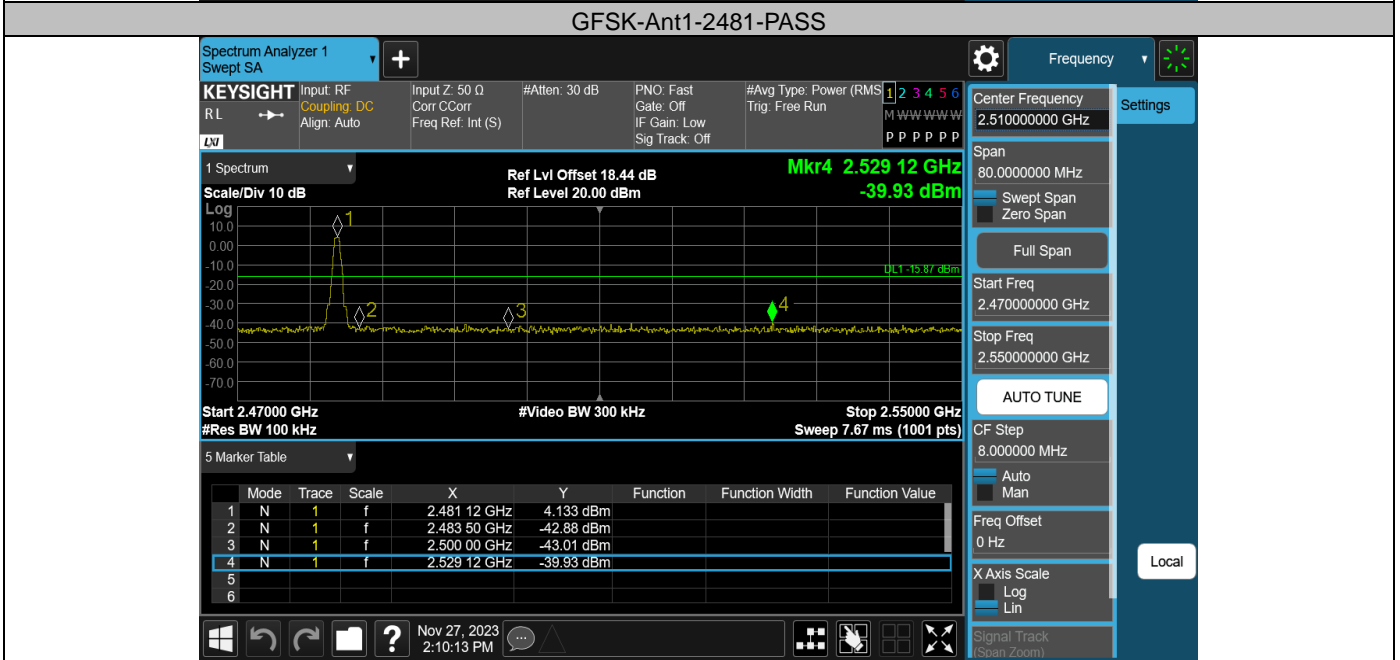 GFSK-Ant1-2481-PASS
Spectrum Analyzer 1
Swept SA
+
Frequency
KEYSIGHT
RL
LXI
Input: RF
Coupling: DC
Align: Auto
Input Z: 50 Ω
Corr CCorr
Freq Ref: Int (S)
#Atten: 30 dB
PNO: Fast
Gate: Off
IF Gain: Low
Sig Track: Off
#Avg Type: Power (RMS
Trig: Free Run
1 2 3 4 5 6
M W W W W W
P P P P P P
Center Frequency
2.510000000 GHz
Settings
Span
80.0000000 MHz
Swept Span
Zero Span
Full Span
Start Freq
2.470000000 GHz
Stop Freq
2.550000000 GHz
AUTO TUNE
CF Step
8.000000 MHz
Auto
Man
Freq Offset
0 Hz
X Axis Scale
Log
Lin
Signal Track
(Span Zoom)
Local
1 Spectrum
Scale/Div 10 dB
Ref Lvl Offset 18.44 dB
Ref Level 20.00 dBm
Mkr4 2.529 12 GHz
-39.93 dBm
Log
10.0
0.00
-10.0
-20.0
-30.0
-40.0
-50.0
-60.0
-70.0
1
2
3
4
DL1 -15.87 dBm
Start 2.47000 GHz
#Res BW 100 kHz
#Video BW 300 kHz
Stop 2.55000 GHz
Sweep 7.67 ms (1001 pts)
5 Marker Table
Mode Trace Scale X Y Function Function Width Function Value
1 N 1 f 2.481 12 GHz 4.133 dBm
2 N 1 f 2.483 50 GHz -42.88 dBm
3 N 1 f 2.500 00 GHz -43.01 dBm
4 N 1 f 2.529 12 GHz -39.93 dBm
5
6
?
Nov 27, 2023
2:10:13 PM